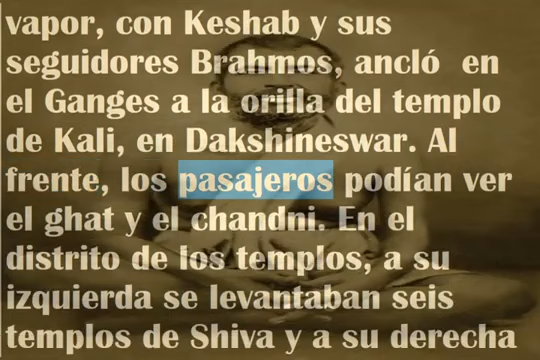 vapor, con Keshab y sus
seguidores Brahmos, ancló en
el Ganges a la orilla del templo
de Kali, en Dakshineswar. Al
frente, los pasajeros podían ver
el ghat y el chandni. En el
distrito de los templos, a su
izquierda se levantaban seis
templos de Shiva y a su derecha